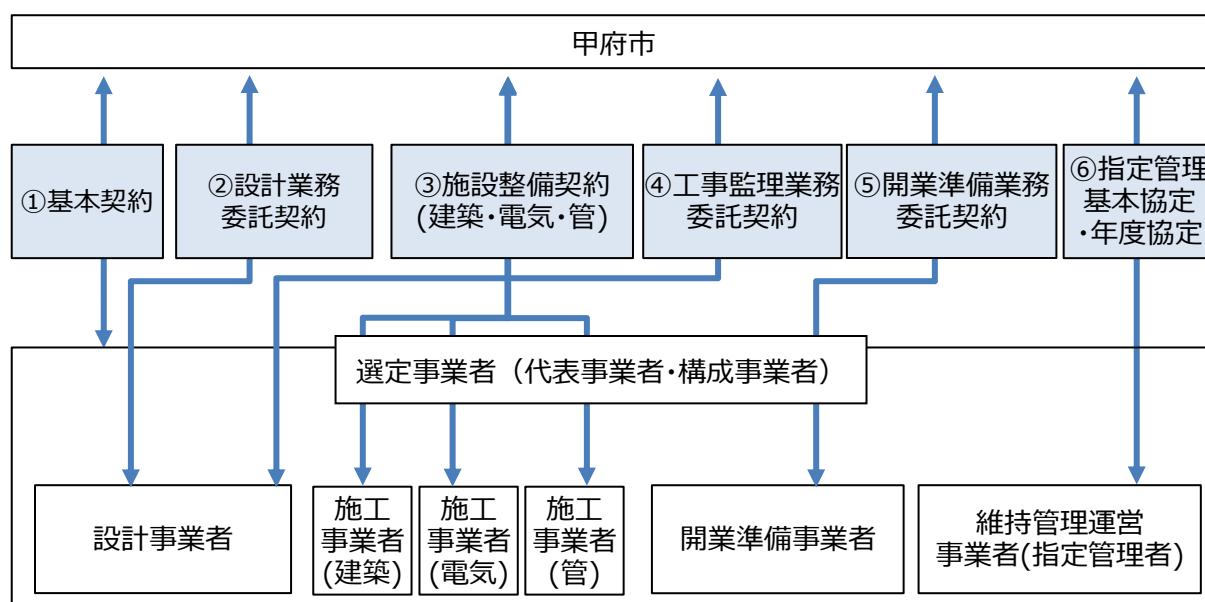 甲府市
①基本契約
②設計業務
委託契約
③施設整備契約
(建築・電気・管)
④工事監理業務
委託契約
⑤開業準備業務
委託契約
⑥指定管理
基本協定
・年度協定
選定事業者（代表事業者・構成事業者）
設計事業者
施工
事業者
(建築)
施工
事業者
(電気)
施工
事業者
(管)
開業準備事業者
維持管理運営
事業者(指定管理者)